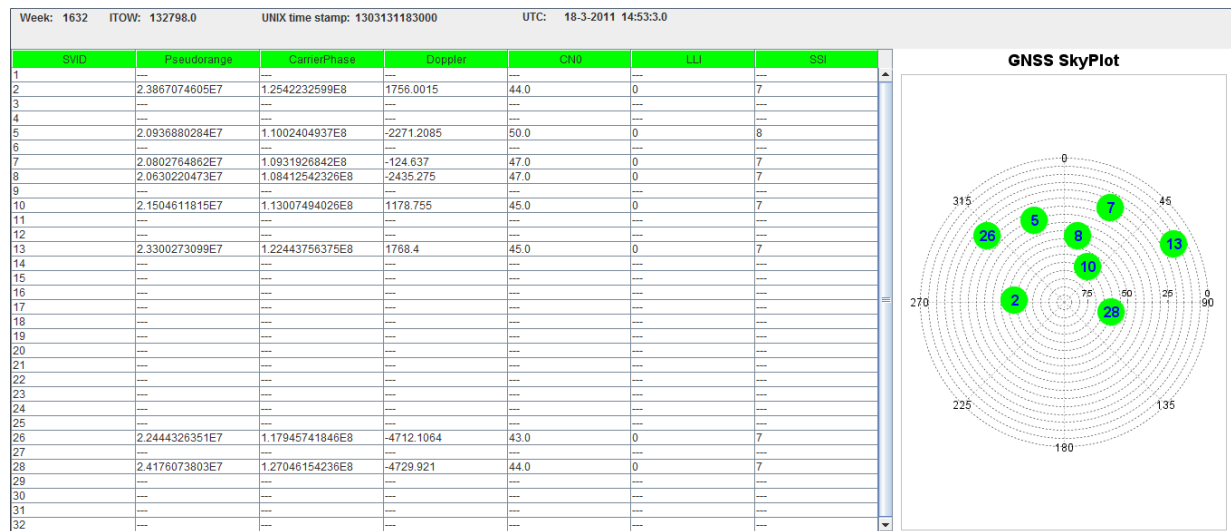 Week: 1632 ITOW: 132798.0 UNIX time stamp: 1303131183000 UTC: 18-3-2011 14:53:3.0
SVID Pseudorange CarrierPhase Doppler CN0 LLI SSI
1 --- --- --- --- --- ---
2 2.3867074605E7 1.2542232599E8 1756.0015 44.0 0 7
3 --- --- --- --- --- ---
4 --- --- --- --- --- ---
5 2.0936880284E7 1.1002404937E8 -2271.2085 50.0 0 8
6 --- --- --- --- --- ---
7 2.0802764862E7 1.0931926842E8 -124.637 47.0 0 7
8 2.0630220473E7 1.08412542326E8 -2435.275 47.0 0 7
9 --- --- --- --- --- ---
10 2.1504611815E7 1.13007494026E8 1178.755 45.0 0 7
11 --- --- --- --- --- ---
12 --- --- --- --- --- ---
13 2.3300273099E7 1.22443756375E8 1768.4 45.0 0 7
14 --- --- --- --- --- ---
15 --- --- --- --- --- ---
16 --- --- --- --- --- ---
17 --- --- --- --- --- ---
18 --- --- --- --- --- ---
19 --- --- --- --- --- ---
20 --- --- --- --- --- ---
21 --- --- --- --- --- ---
22 --- --- --- --- --- ---
23 --- --- --- --- --- ---
24 --- --- --- --- --- ---
25 --- --- --- --- --- ---
26 2.2444326351E7 1.17945741846E8 -4712.1064 43.0 0 7
27 --- --- --- --- --- ---
28 2.4176073803E7 1.27046154236E8 -4729.921 44.0 0 7
29 --- --- --- --- --- ---
30 --- --- --- --- --- ---
31 --- --- --- --- --- ---
32 --- --- --- --- --- ---
GNSS SkyPlot
0
315 45
7
5
26 8 13
10
75 50 25 0
270 2 90
28
225 135
180